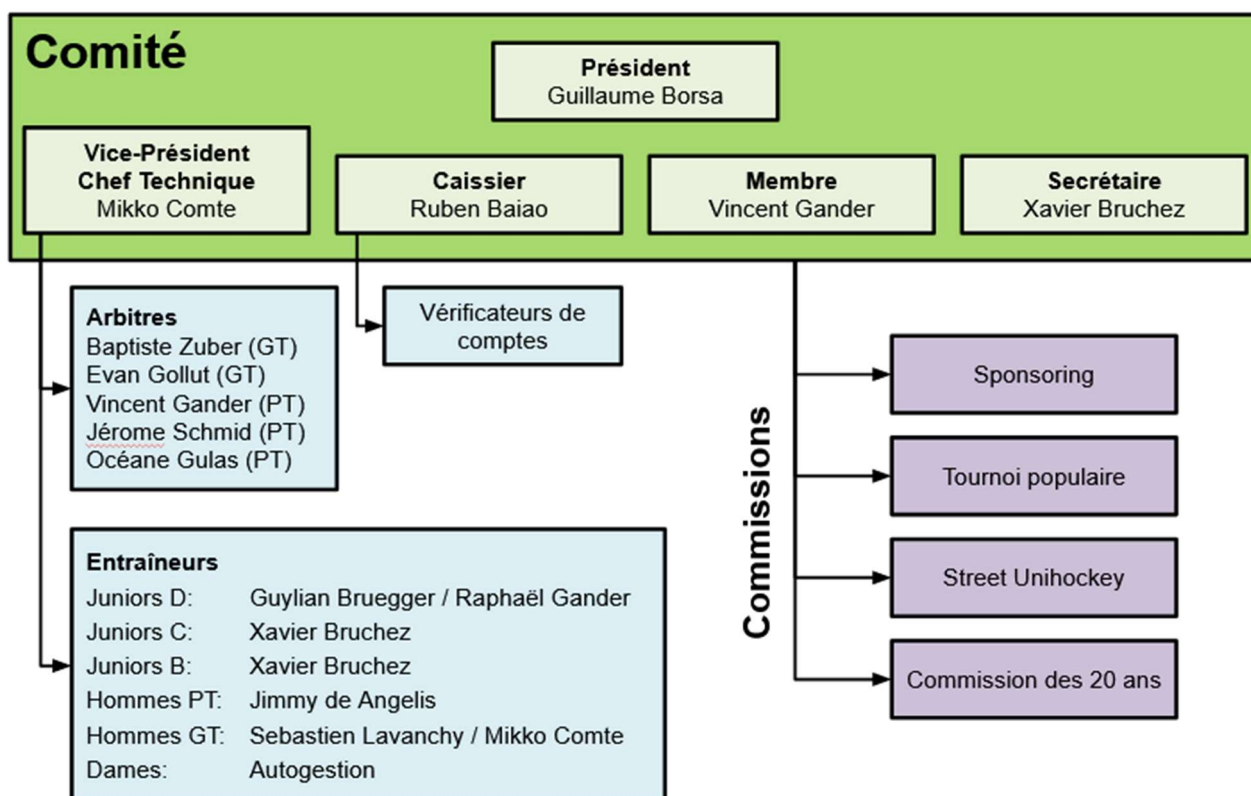 Comité
Président
Guillaume Borsa
Vice-Président
Chef Technique
Mikko Comte
Caissier
Ruben Baiao
Membre
Vincent Gander
Secrétaire
Xavier Bruchez
Arbitres
Baptiste Zuber (GT)
Evan Gollut (GT)
Vincent Gander (PT)
Jérome Schmid (PT)
Océane Gulas (PT)
Vérificateurs de
comptes
Entraîneurs
Juniors D: Guylian Bruegger / Raphaël Gander
Juniors C: Xavier Bruchez
Juniors B: Xavier Bruchez
Hommes PT: Jimmy de Angelis
Hommes GT: Sebastien Lavanchy / Mikko Comte
Dames: Autogestion
Commissions
Sponsoring
Tournoi populaire
Street Unihockey
Commission des 20 ans